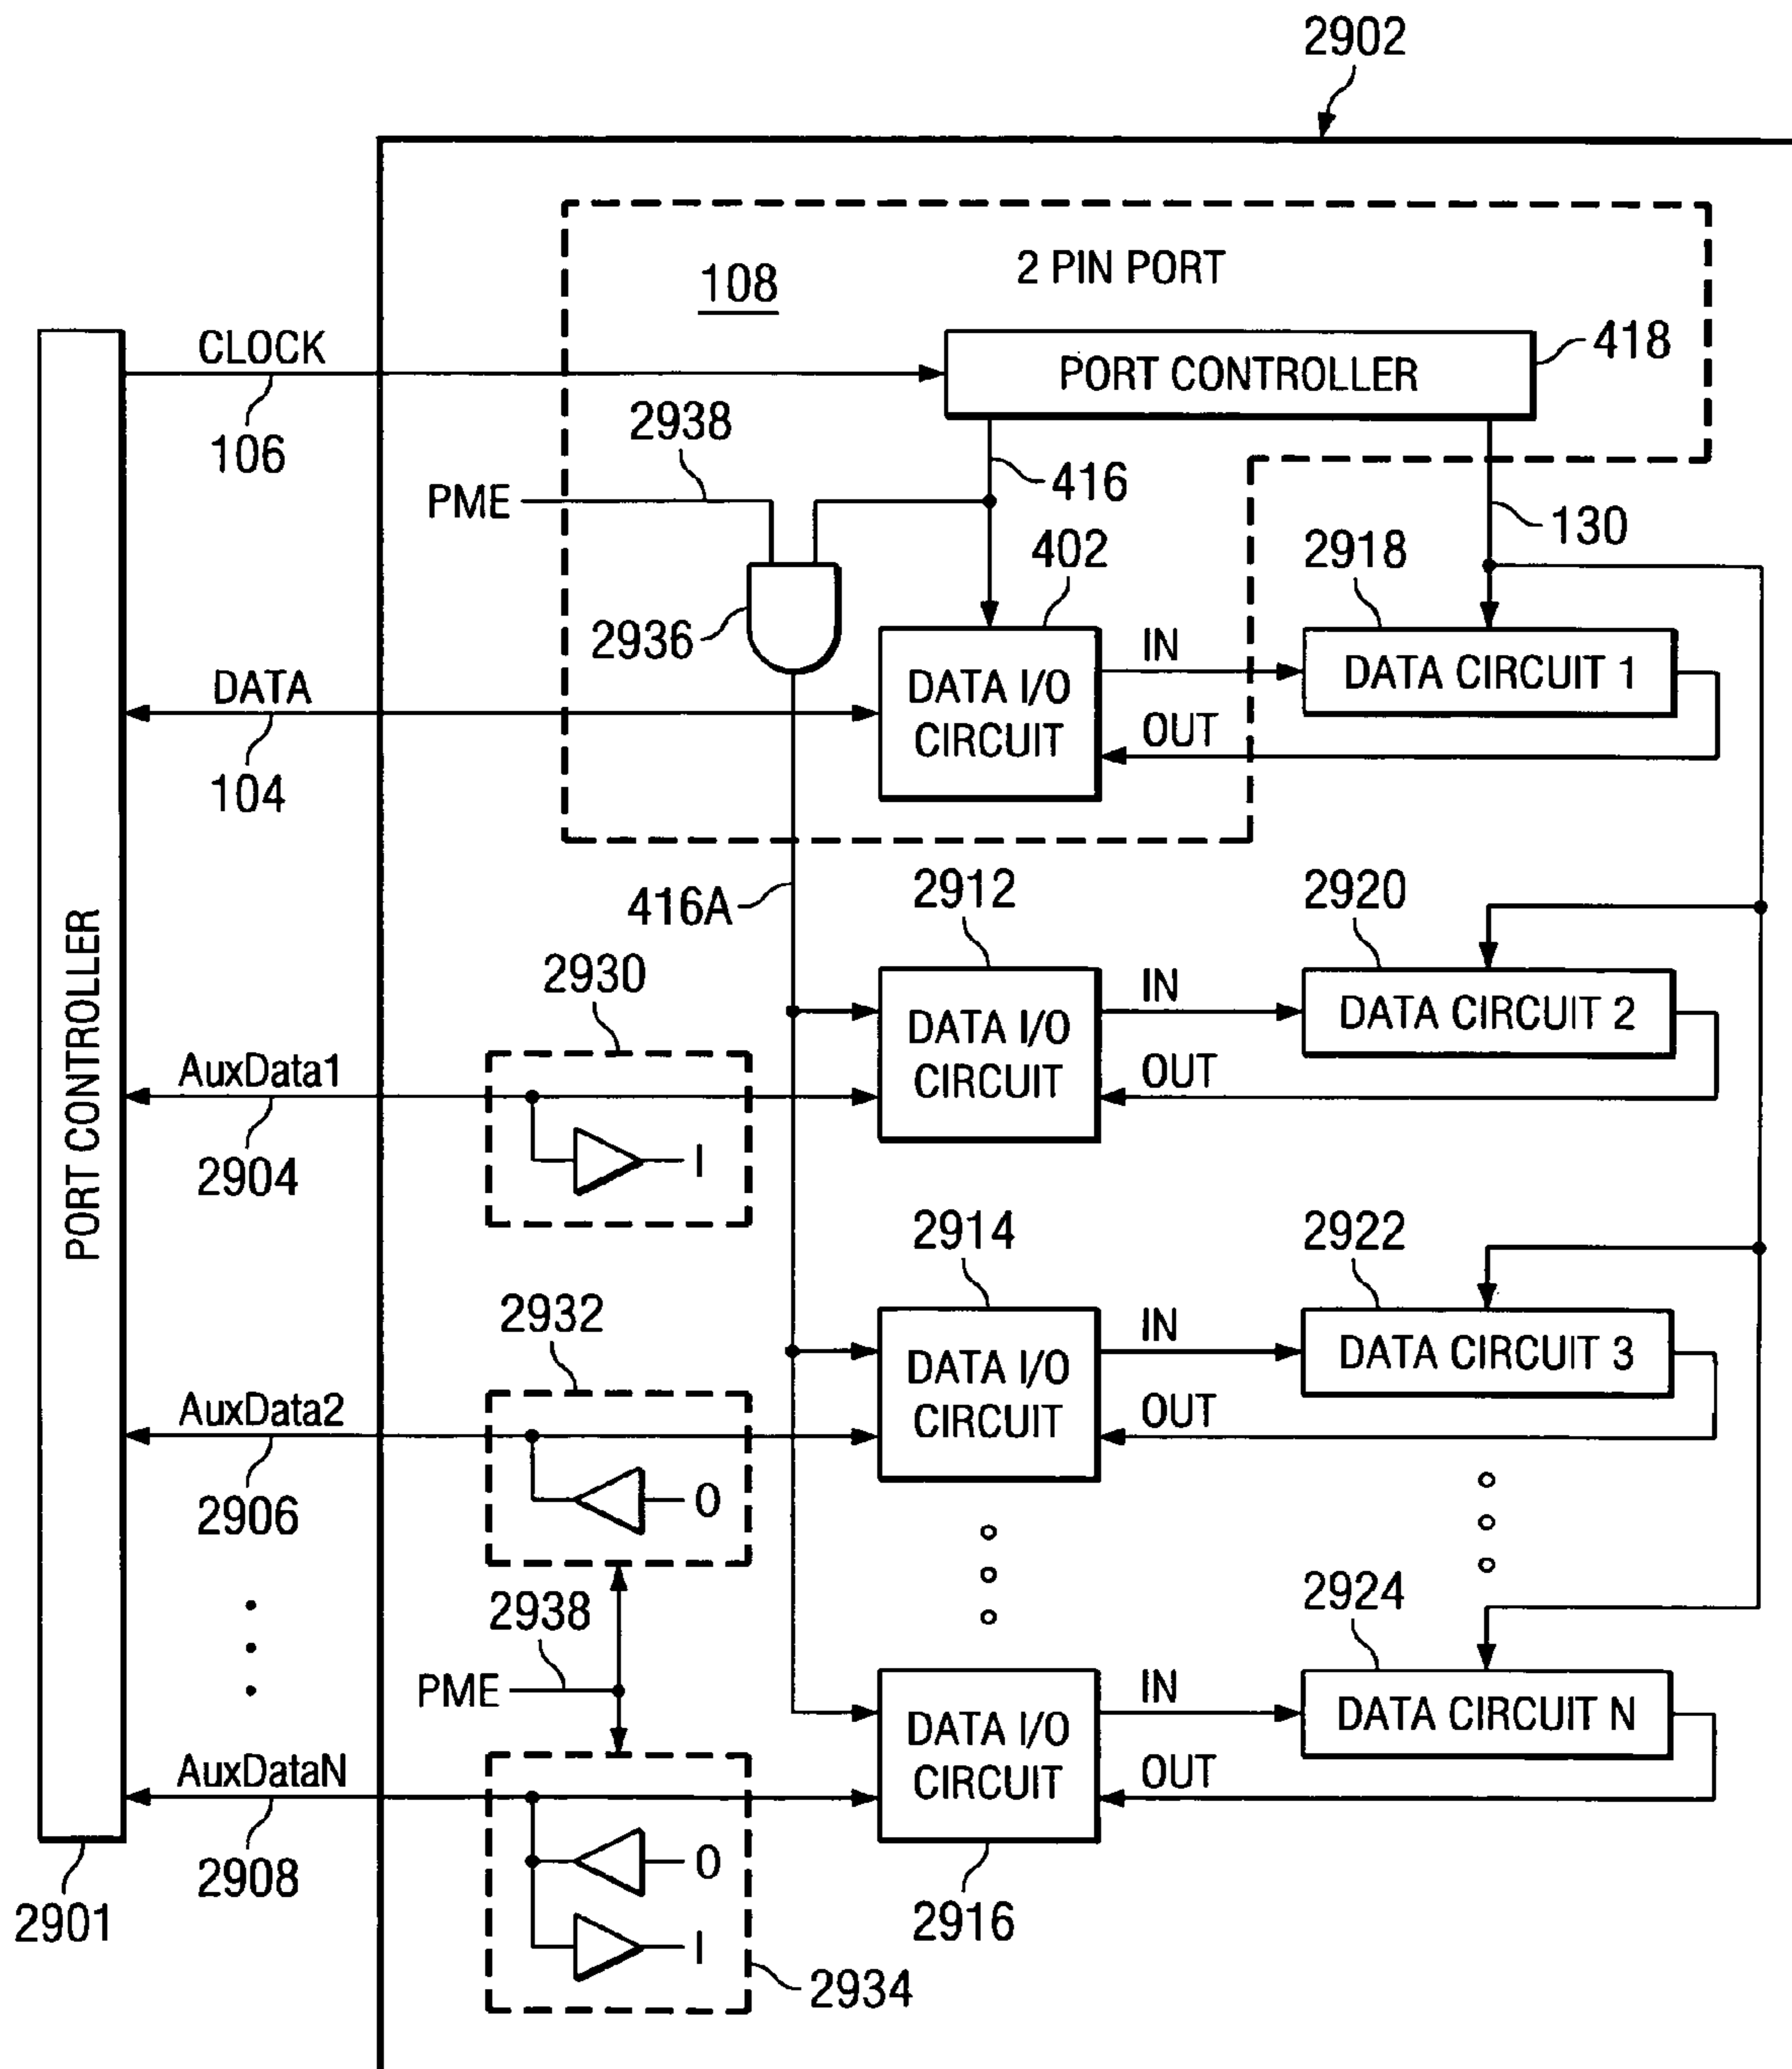 2902
2 PIN PORT
108
CLOCK
106
PORT CONTROLLER
418
2938
PME
416
130
402
2918
2936
DATA
104
DATA I/O
CIRCUIT
IN
OUT
DATA CIRCUIT 1
416A
2912
2920
2930
AuxData1
2904
I
DATA I/O
CIRCUIT
IN
OUT
DATA CIRCUIT 2
PORT CONTROLLER
2914
2922
2932
AuxData2
2906
O
DATA I/O
CIRCUIT
IN
OUT
DATA CIRCUIT 3
2938
PME
2924
AuxDataN
2908
O
I
DATA I/O
CIRCUIT
IN
OUT
DATA CIRCUIT N
2901
2916
2934